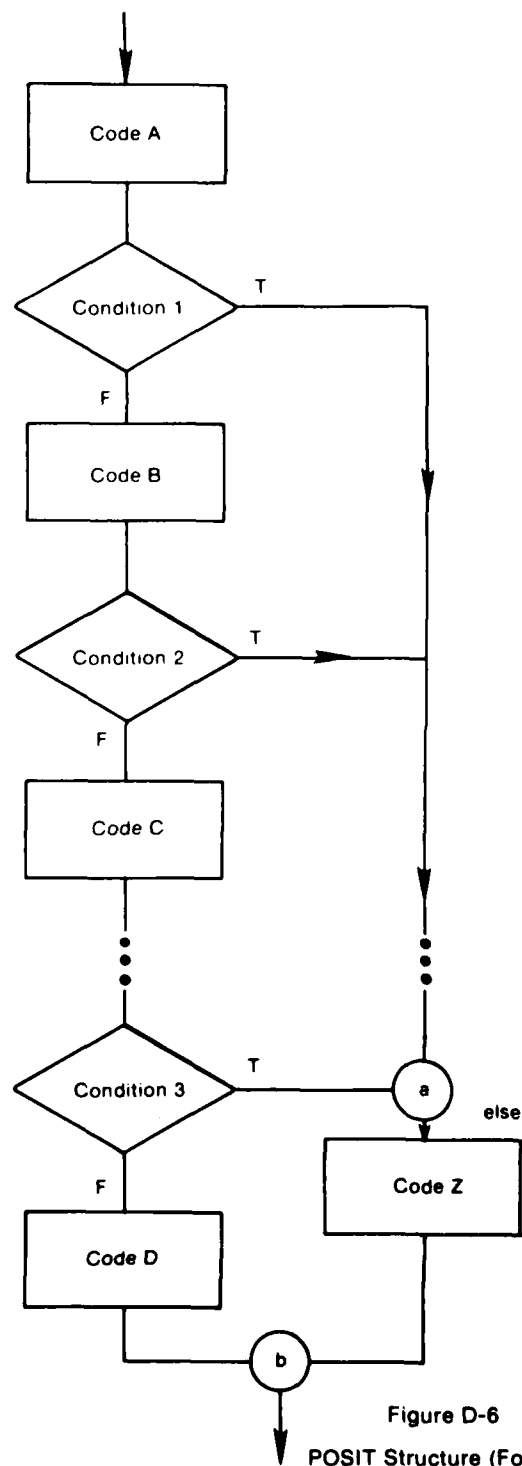 Code A
Condition 1
T
F
Code B
Condition 2
T
F
Code C
Condition 3
T
a
else
F
Code Z
Code D
b
Figure D-6
POSIT Structure (Fo